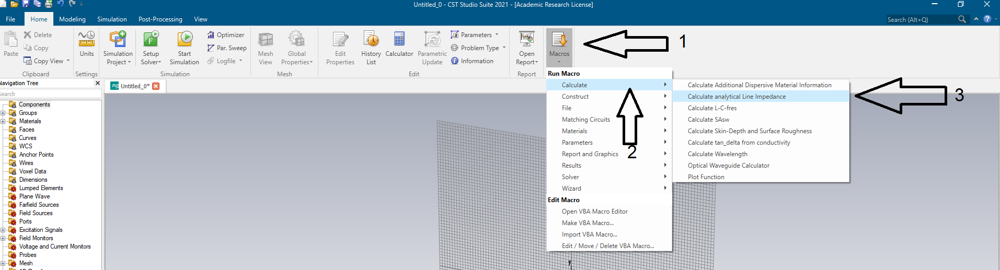 Untitled_0 - CST Studio Suite 2021 - [Academic Research License]
File Home Modeling Simulation Post-Processing View Search (Alt+Q)
Paste
Delete
Copy
Copy View
Clipboard
Units
Settings
Simulation Project
Setup Solver
Start Simulation
Optimizer
Par. Sweep
Logfile
Simulation
Mesh View
Global Properties
Mesh
Edit Properties
History List
Calculator
Parametric Update
Parameters
Problem Type
Information
Edit
Open Report
Report
Macros
1
Navigation Tree
Search
Components
Groups
Materials
Faces
Curves
WCS
Anchor Points
Wires
Voxel Data
Dimensions
Lumped Elements
Plane Wave
Farfield Sources
Field Sources
Ports
Excitation Signals
Field Monitors
Voltage and Current Monitors
Probes
Mesh
Untitled_0*
Run Macro
Calculate
Construct
File
Matching Circuits
Materials
Parameters
Report and Graphics
Results
Solver
Wizard
Edit Macro
Open VBA Macro Editor
Make VBA Macro...
Import VBA Macro...
Edit / Move / Delete VBA Macro...
2
Calculate Additional Dispersive Material Information
Calculate analytical Line Impedance
Calculate L-C-fres
Calculate SAsw
Calculate Skin-Depth and Surface Roughness
Calculate tan_delta from conductivity
Calculate Wavelength
Optical Waveguide Calculator
Plot Function
3
y